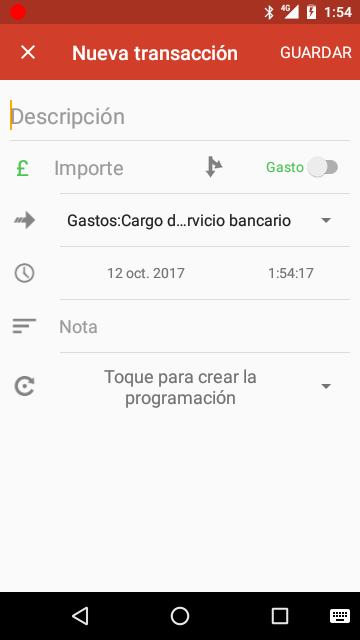 4G 1:54
Nueva transacción GUARDAR
Descripción
£ Importe Gasto
Gastos:Cargo d…rvicio bancario
12 oct. 2017 1:54:17
Nota
Toque para crear la
programación